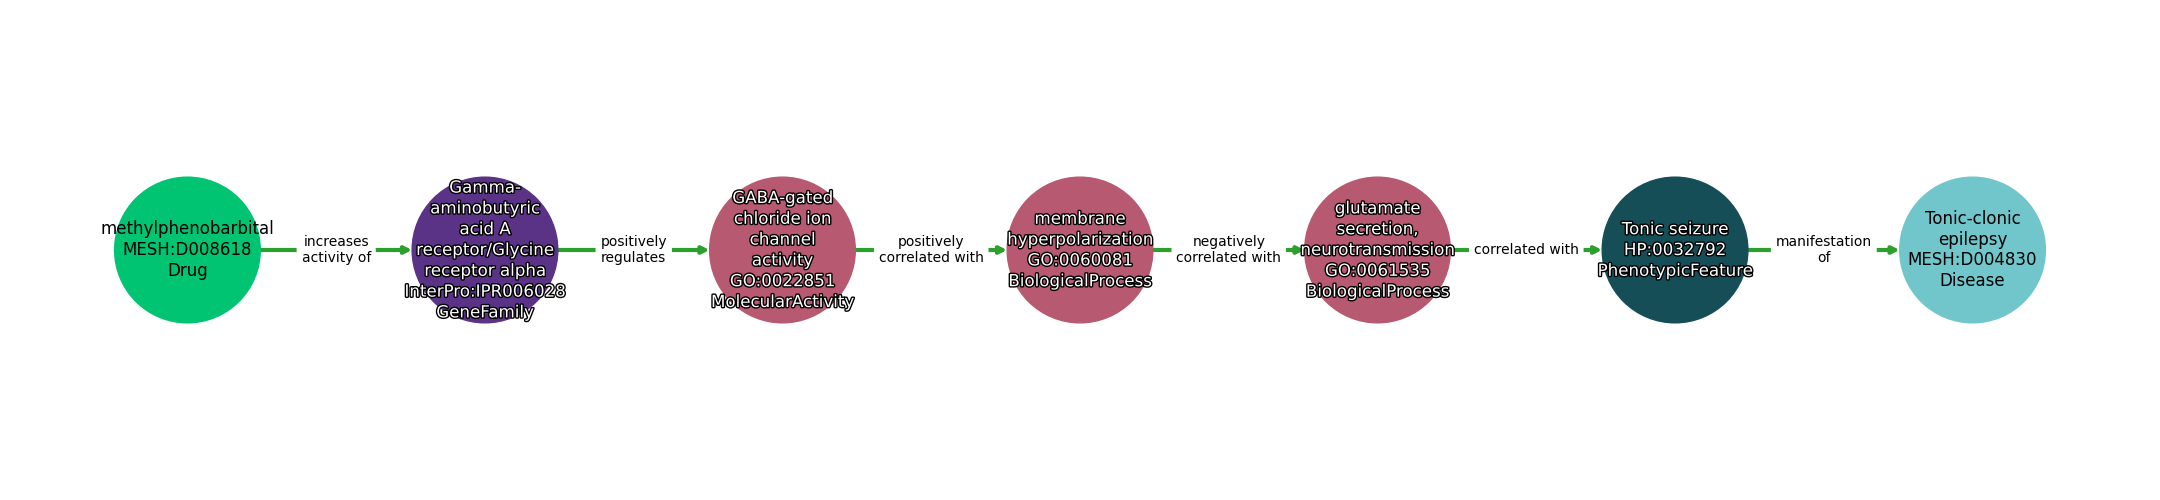 methylphenobarbital
MESH:D008618
Drug
increases
activity of
Gamma-
aminobutyric
acid A
receptor/Glycine
receptor alpha
InterPro:IPR006028
GeneFamily
positively
regulates
GABA-gated
chloride ion
channel
activity
GO:0022851
MolecularActivity
positively
correlated with
membrane
hyperpolarization
GO:0060081
BiologicalProcess
negatively
correlated with
glutamate
secretion,
neurotransmission
GO:0061535
BiologicalProcess
correlated with
Tonic seizure
HP:0032792
PhenotypicFeature
manifestation
of
Tonic-clonic
epilepsy
MESH:D004830
Disease